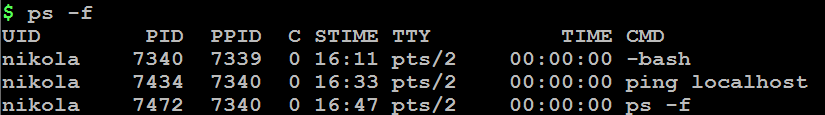 $ ps -f
UID        PID  PPID  C STIME TTY          TIME CMD
nikola    7340  7339  0 16:11 pts/2    00:00:00 -bash
nikola    7434  7340  0 16:33 pts/2    00:00:00 ping localhost
nikola    7472  7340  0 16:47 pts/2    00:00:00 ps -f